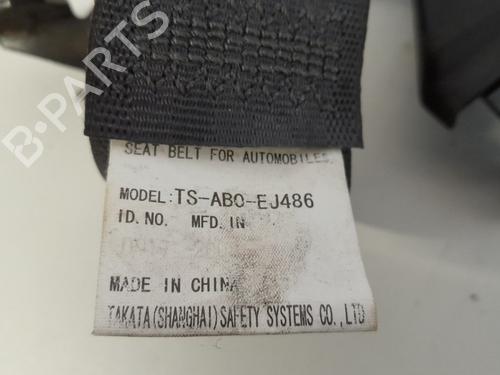 B-PARTS
SEAT BELT FOR AUTOMOBILES
MODEL:TS-AB0-EJ486
ID.NO. MFD.IN
MADE IN CHINA
TAKATA(SHANGHAI)SAFETY SYSTEMS CO.,LTD